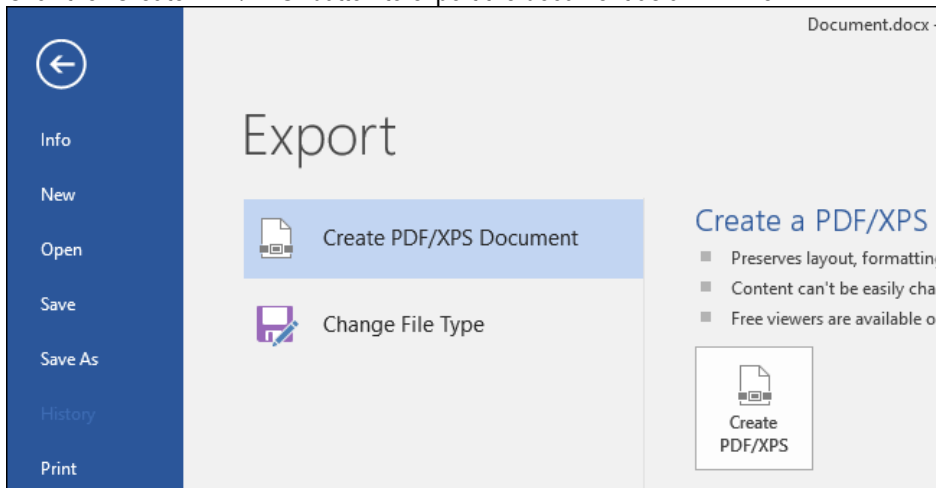 Document.docx -
Export
Info
New
Open
Save
Save As
History
Print
Create PDF/XPS Document
Change File Type
Create a PDF/XPS
Preserves layout, formatting
Content can't be easily cha
Free viewers are available o
Create
PDF/XPS